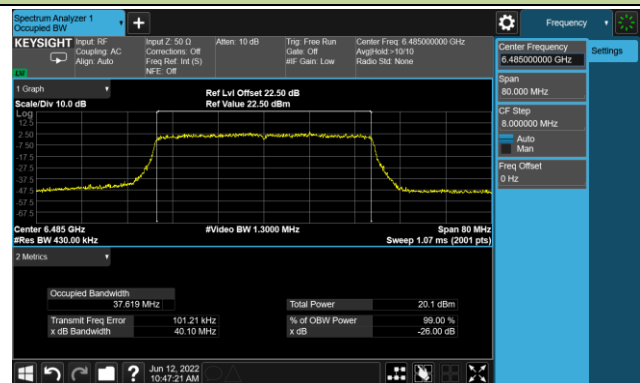 Spectrum Analyzer 1
Occupied BW
Frequency
KEYSIGHT
Input: RF
Coupling: AC
Align: Auto
Input Z: 50 Ω
Corrections: Off
Freq Ref: Int (S)
NFE: Off
Atten: 10 dB
Trig: Free Run
Gate: Off
#IF Gain: Low
Center Freq: 6.485000000 GHz
Avg|Hold:>10/10
Radio Std: None
Center Frequency
6.485000000 GHz
Settings
Span
80.000 MHz
CF Step
8.000000 MHz
Auto
Man
Freq Offset
0 Hz
1 Graph
Scale/Div 10.0 dB
Ref Lvl Offset 22.50 dB
Ref Value 22.50 dBm
Log
12.5
2.50
-7.50
-17.5
-27.5
-37.5
-47.5
-57.5
-67.5
Center 6.485 GHz
#Video BW 1.3000 MHz
Span 80 MHz
#Res BW 430.00 kHz
Sweep 1.07 ms (2001 pts)
2 Metrics
Occupied Bandwidth
37.619 MHz
Total Power 20.1 dBm
Transmit Freq Error 101.21 kHz
% of OBW Power 99.00 %
x dB Bandwidth 40.10 MHz
x dB -26.00 dB
Jun 12, 2022
10:47:21 AM